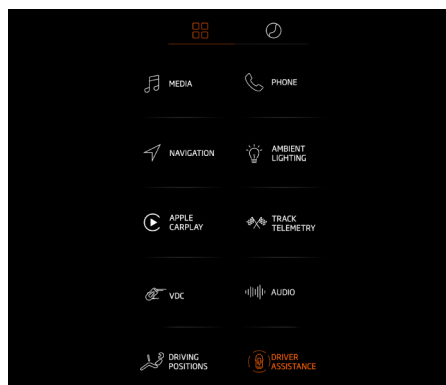 MEDIA
PHONE
NAVIGATION
AMBIENT
LIGHTING
APPLE
CARPLAY
TRACK
TELEMETRY
VDC
AUDIO
DRIVING
POSITIONS
DRIVER
ASSISTANCE